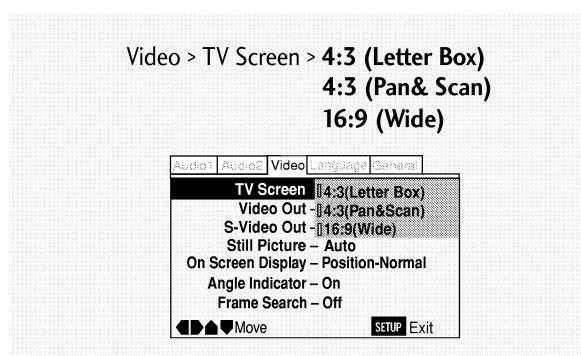 Video > TV Screen > 4:3 (Letter Box)
4:3 (Pan& Scan)
16:9 (Wide)
Audio1 Audio2 Video Language General
TV Screen 4:3(Letter Box)
Video Out - 4:3(Pan&Scan)
S-Video Out - 16:9(Wide)
Still Picture – Auto
On Screen Display – Position-Normal
Angle Indicator – On
Frame Search – Off
Move SETUP Exit